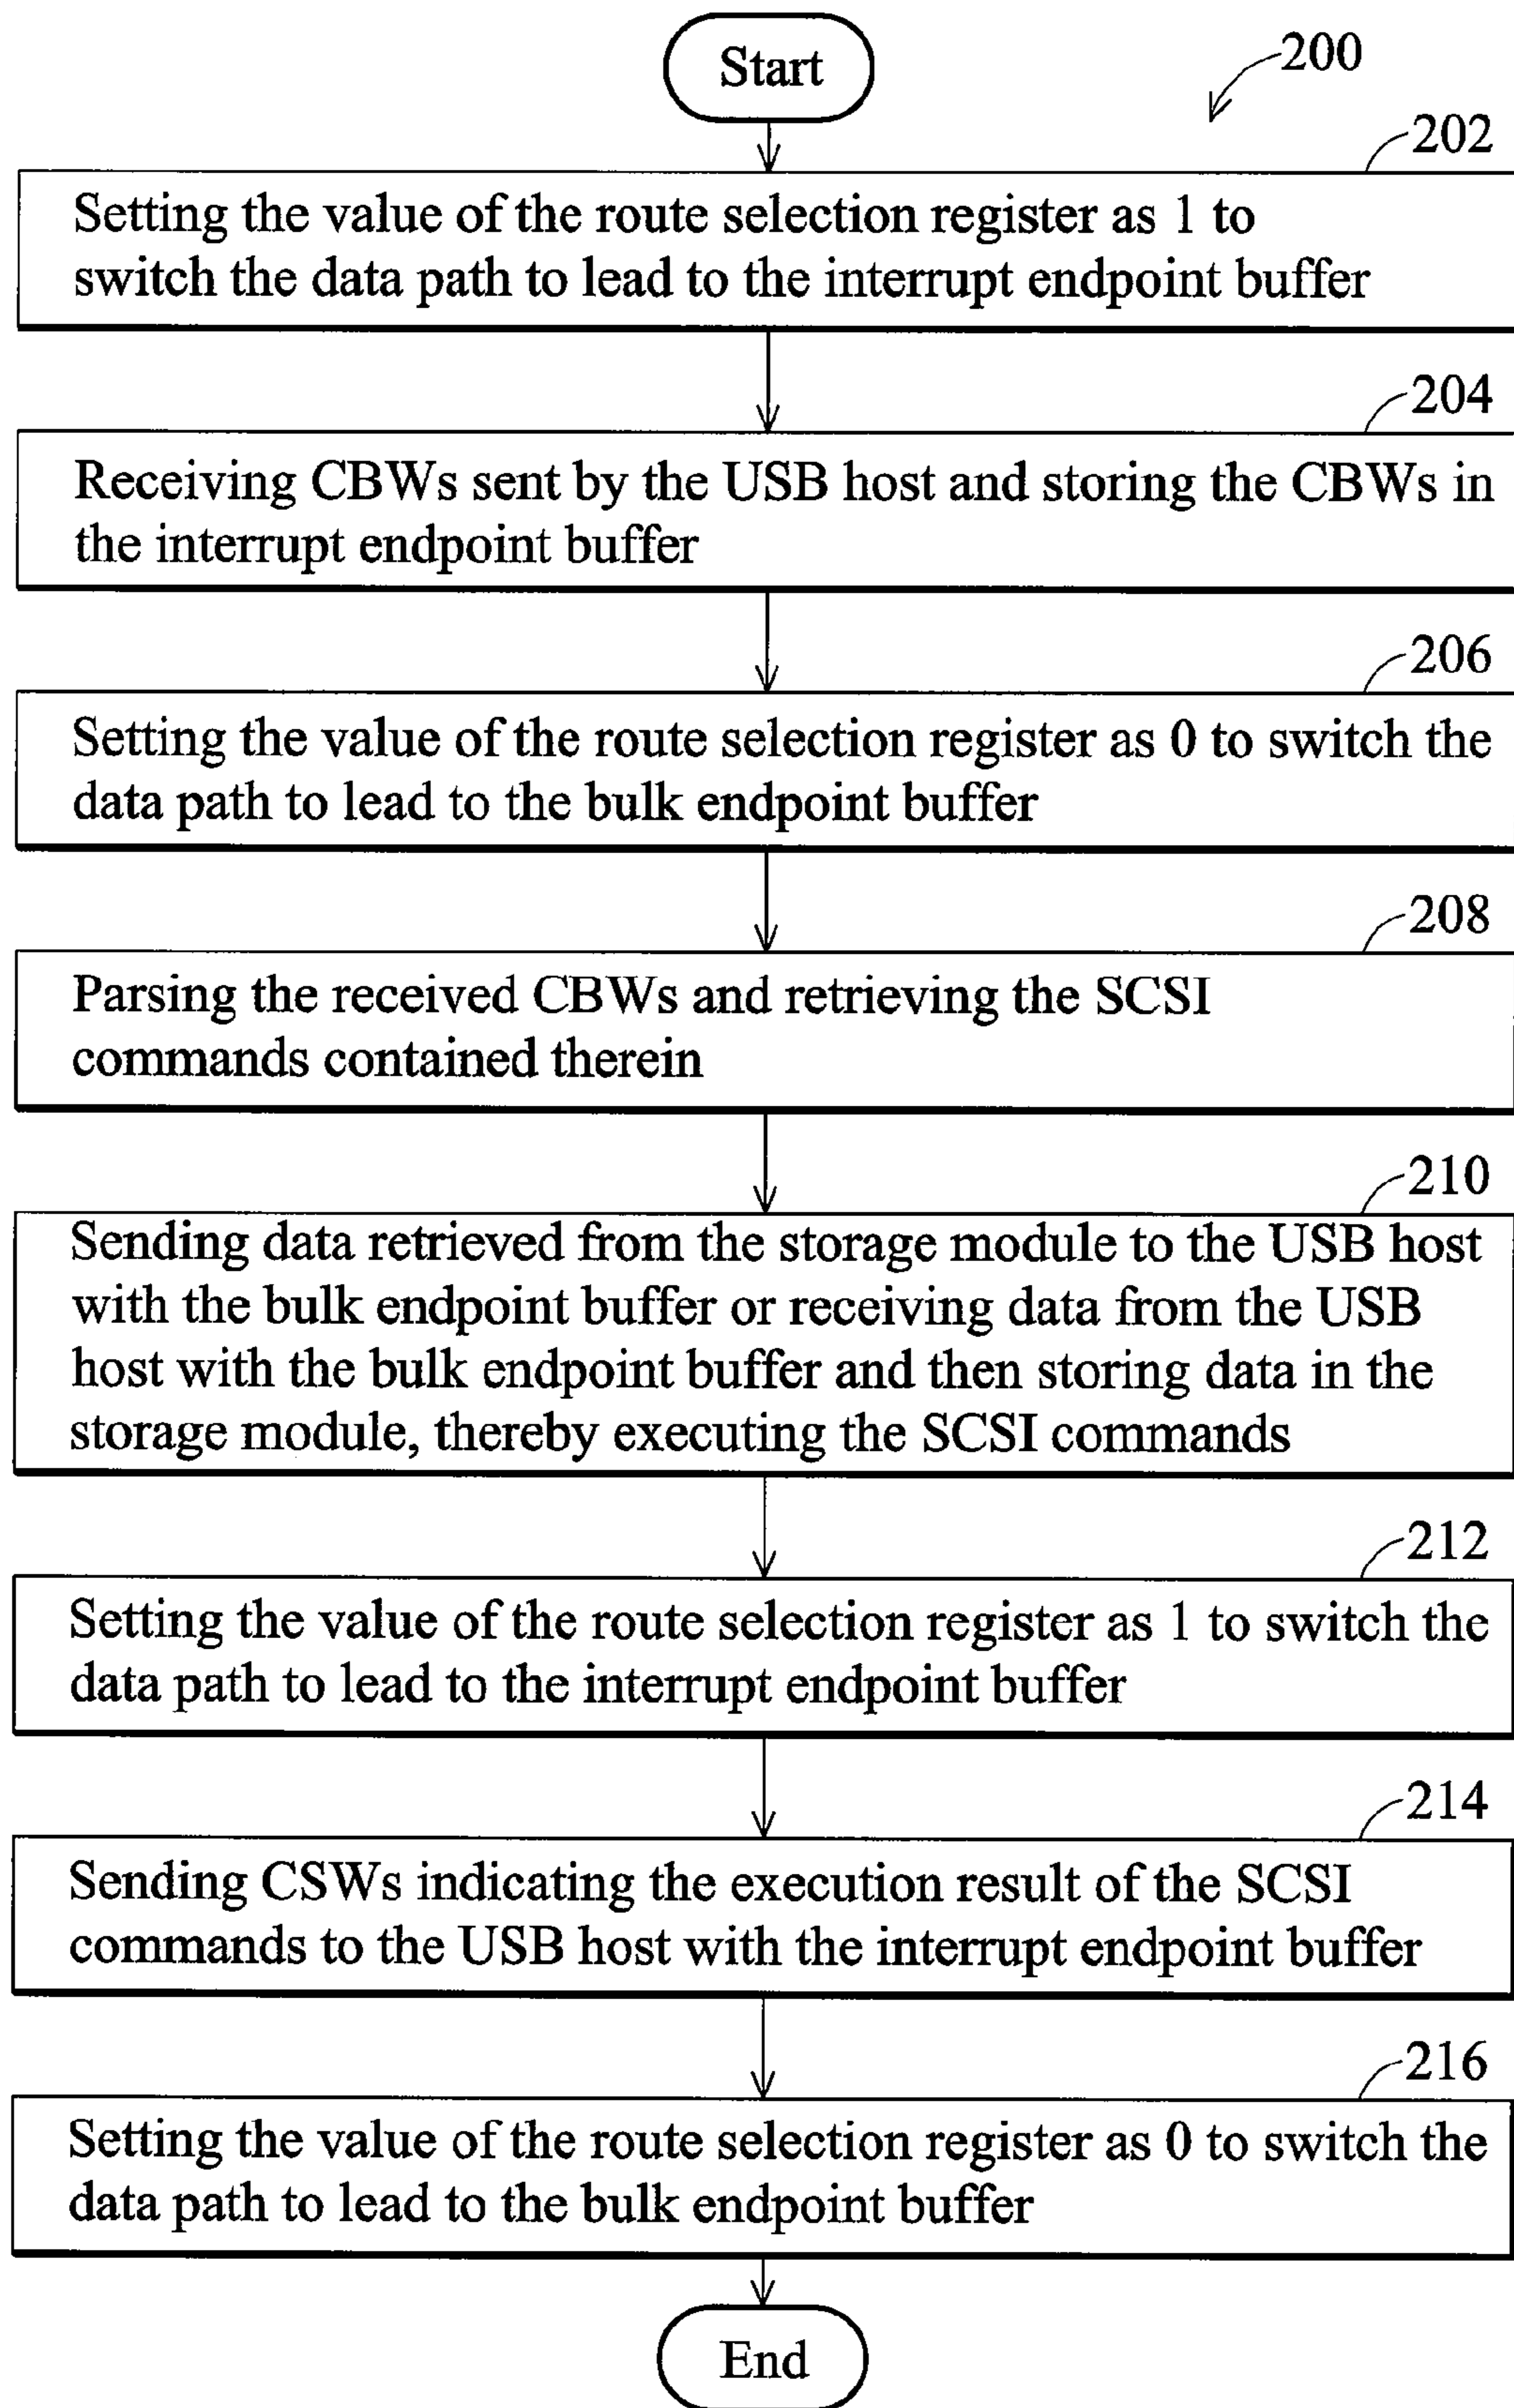 Start
200
202
Setting the value of the route selection register as 1 to
switch the data path to lead to the interrupt endpoint buffer
204
Receiving CBWs sent by the USB host and storing the CBWs in
the interrupt endpoint buffer
206
Setting the value of the route selection register as 0 to switch the
data path to lead to the bulk endpoint buffer
208
Parsing the received CBWs and retrieving the SCSI
commands contained therein
210
Sending data retrieved from the storage module to the USB host
with the bulk endpoint buffer or receiving data from the USB
host with the bulk endpoint buffer and then storing data in the
storage module, thereby executing the SCSI commands
212
Setting the value of the route selection register as 1 to switch the
data path to lead to the interrupt endpoint buffer
214
Sending CSWs indicating the execution result of the SCSI
commands to the USB host with the interrupt endpoint buffer
216
Setting the value of the route selection register as 0 to switch the
data path to lead to the bulk endpoint buffer
End